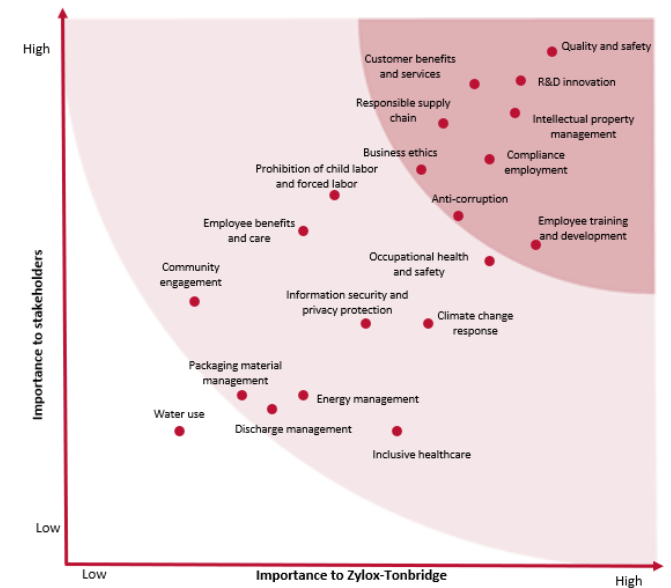 High
Quality and safety
Customer benefits
and services
R&D innovation
Responsible supply
chain
Intellectual property
management
Business ethics
Compliance
employment
Prohibition of child labor
and forced labor
Anti-corruption
Employee benefits
and care
Employee training
and development
Occupational health
and safety
Community
engagement
Information security and
privacy protection
Climate change
response
Packaging material
management
Energy management
Water use
Discharge management
Inclusive healthcare
Importance to stakeholders
Low
Low
Importance to Zylox-Tonbridge
High